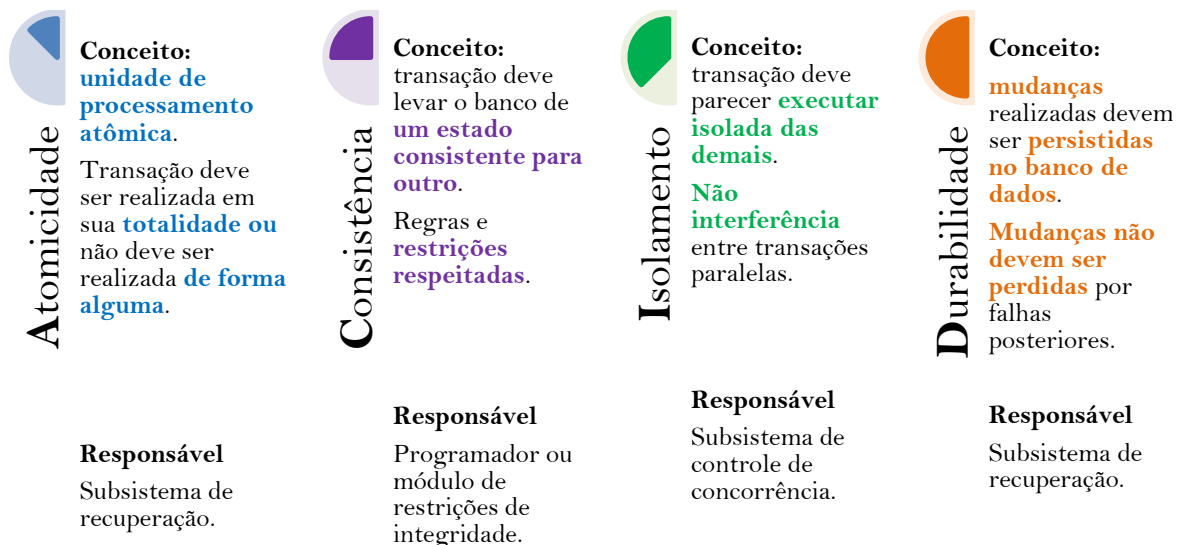 Atomicidade
Conceito:
unidade de
processamento
atômica.
Transação deve
ser realizada em
sua totalidade ou
não deve ser
realizada de forma
alguma.
Responsável
Subsistema de
recuperação.
Consistência
Conceito:
transação deve
levar o banco de
um estado
consistente para
outro.
Regras e
restrições
respeitadas.
Responsável
Programador ou
módulo de
restrições de
integridade.
Isolamento
Conceito:
transação deve
parecer executar
isolada das
demais.
Não
interferência
entre transações
paralelas.
Responsável
Subsistema de
controle de
concorrência.
Durabilidade
Conceito:
mudanças
realizadas devem
ser persistidas
no banco de
dados.
Mudanças não
devem ser
perdidas por
falhas
posteriores.
Responsável
Subsistema de
recuperação.